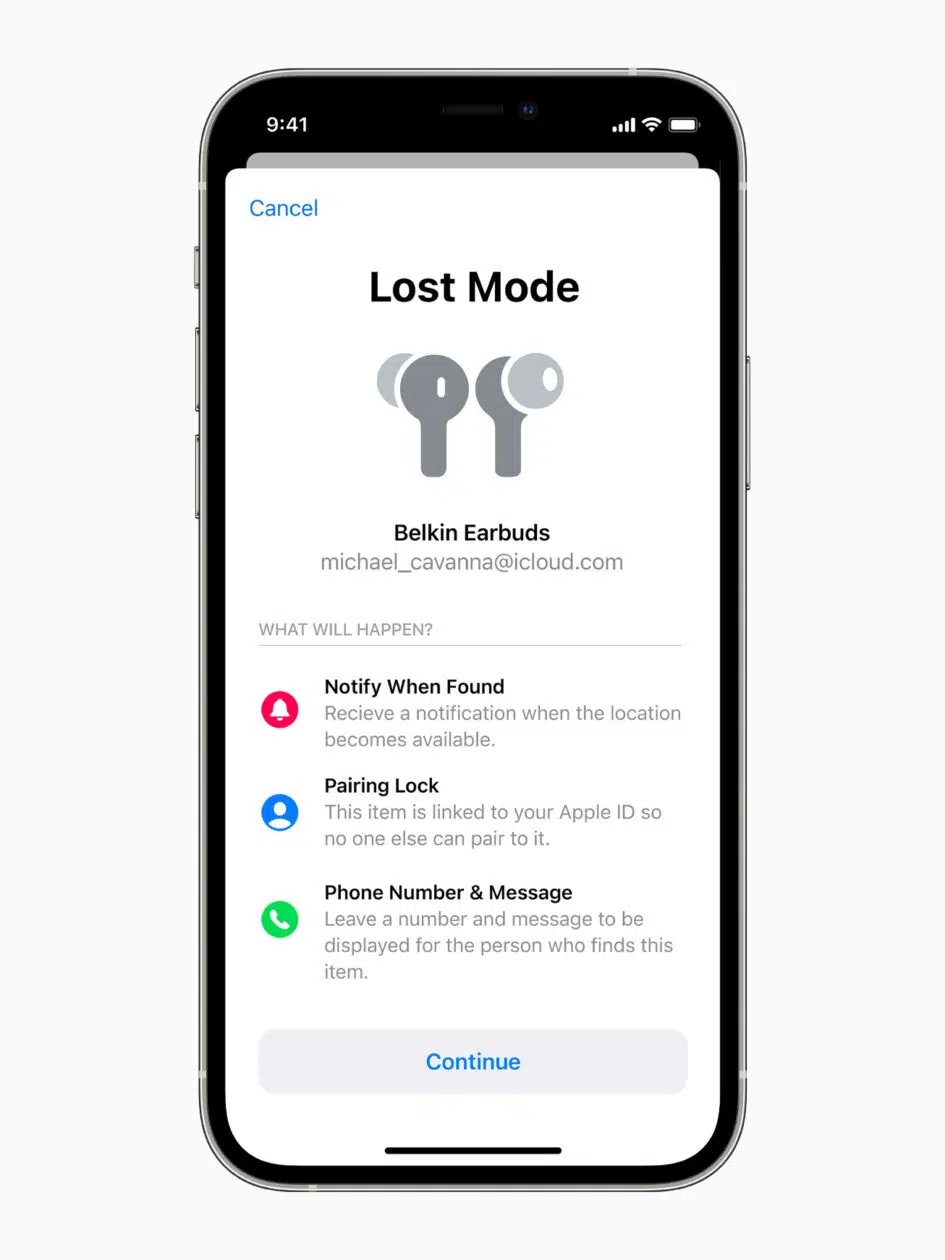 9:41
Cancel
Lost Mode
Belkin Earbuds
michael_cavanna@icloud.com
WHAT WILL HAPPEN?
Notify When Found
Recieve a notification when the location
becomes available.
Pairing Lock
This item is linked to your Apple ID so
no one else can pair to it.
Phone Number & Message
Leave a number and message to be
displayed for the person who finds this
item.
Continue